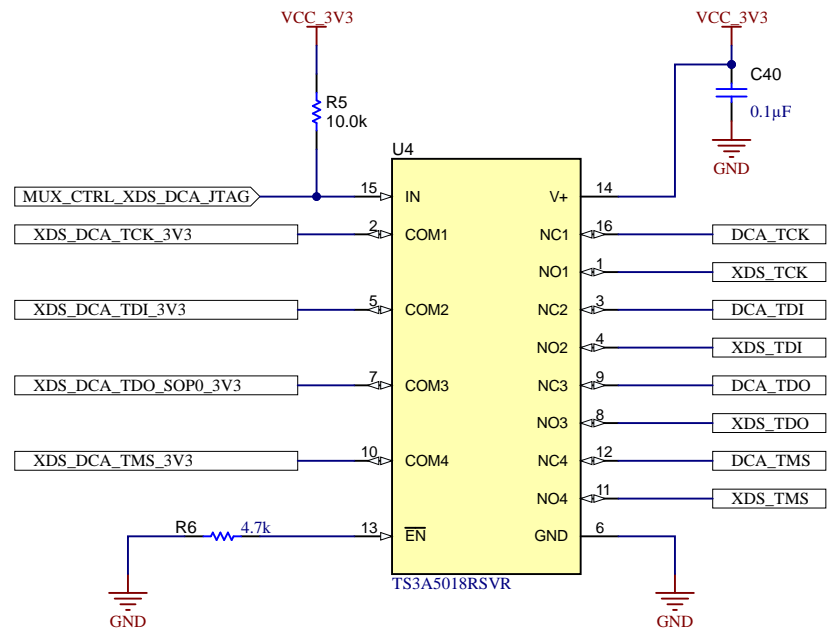 VCC_3V3
VCC_3V3
R5
10.0k
C40
0.1µF
GND
U4
MUX_CTRL_XDS_DCA_JTAG 15 IN V+ 14
XDS_DCA_TCK_3V3 2 COM1 NC1 16 DCA_TCK
NO1 1 XDS_TCK
XDS_DCA_TDI_3V3 5 COM2 NC2 3 DCA_TDI
NO2 4 XDS_TDI
XDS_DCA_TDO_SOP0_3V3 7 COM3 NC3 9 DCA_TDO
NO3 8 XDS_TDO
XDS_DCA_TMS_3V3 10 COM4 NC4 12 DCA_TMS
NO4 11 XDS_TMS
R6 4.7k 13 EN GND 6
TS3A5018RSVR
GND
GND